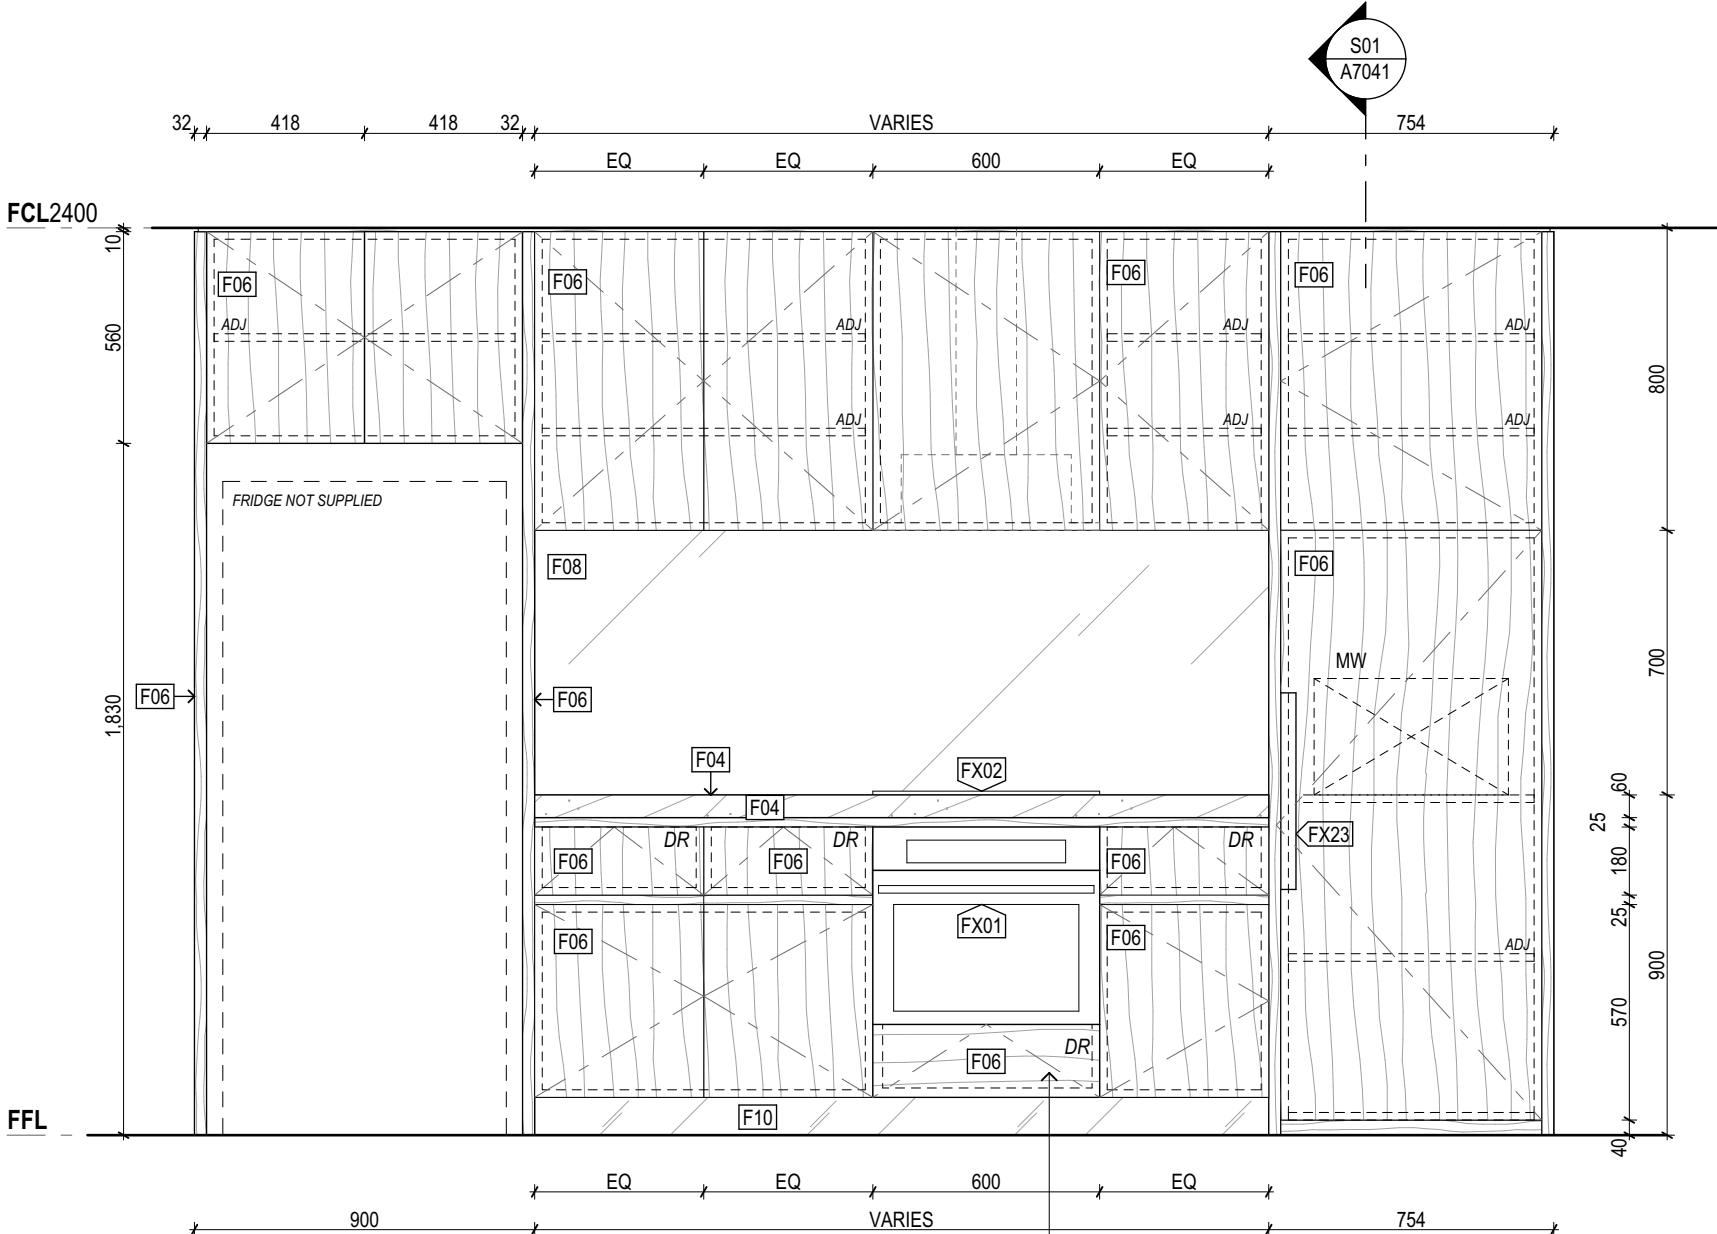 S01
A7041
32 418 418 32 VARIES 754
EQ EQ 600 EQ
FCL2400
10
560
1,830
F06 F06 F06 F06
ADJ ADJ ADJ ADJ
ADJ ADJ ADJ
800
FRIDGE NOT SUPPLIED
F08 F06
MW
700
F06 F06
F04
FX02
F04
60
25
FX23
DR DR DR
F06 F06 F06
180
25
FX01
F06 F06
ADJ
900
570
DR
F06
F10
FFL
40
EQ EQ 600 EQ
900 VARIES 754